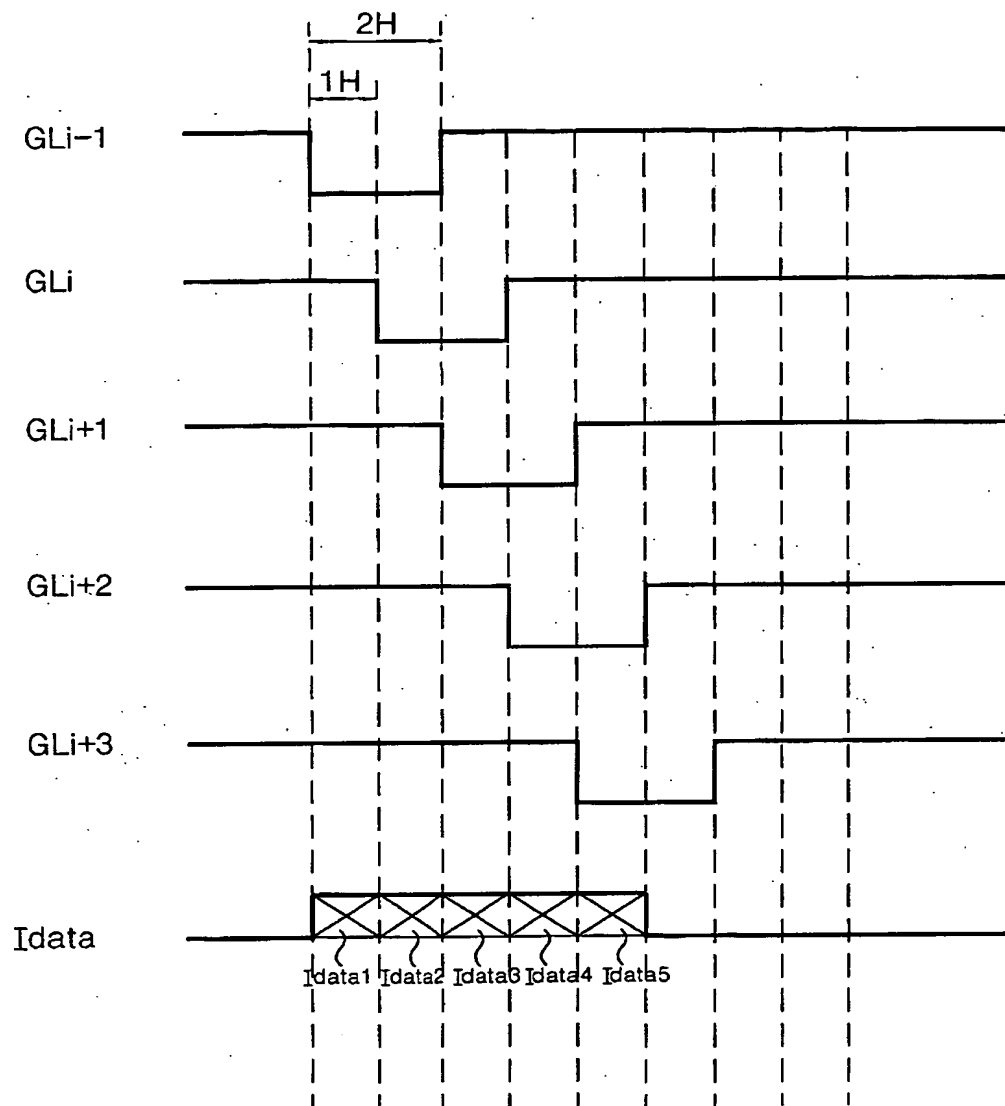 2H
1H
GLi-1
GLi
GLi+1
GLi+2
GLi+3
Idata
Idata1 Idata2 Idata3 Idata4 Idata5